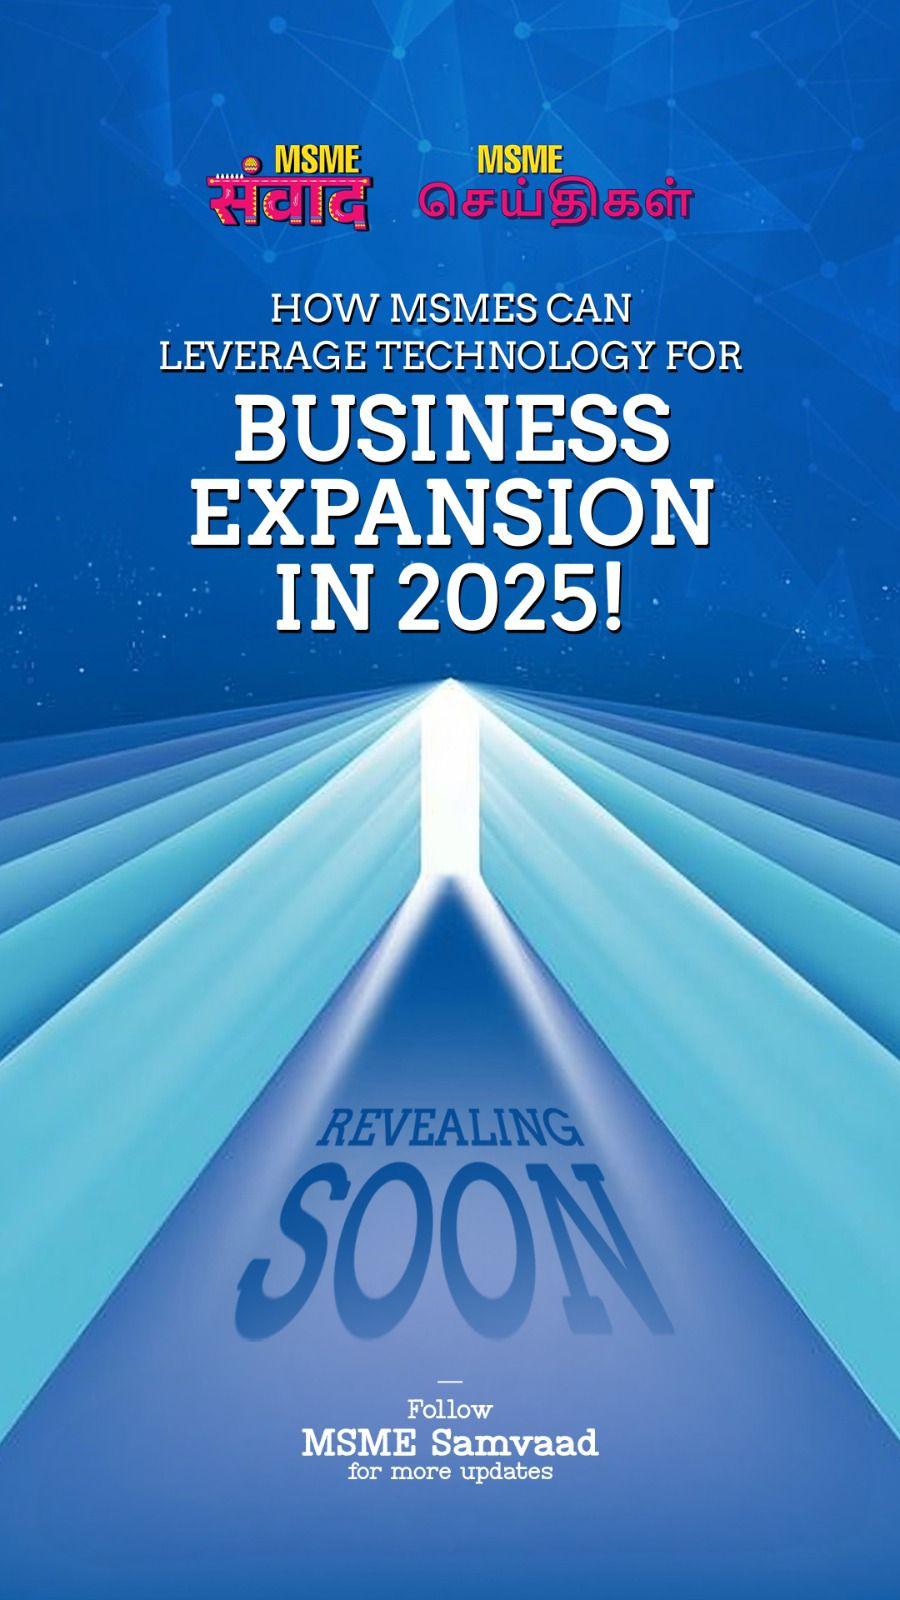 MSME
संवाद
MSME
செய்திகள்
HOW MSMES CAN
LEVERAGE TECHNOLOGY FOR
BUSINESS
EXPANSION
IN 2025!
REVEALING
SOON
Follow
MSME Samvaad
for more updates